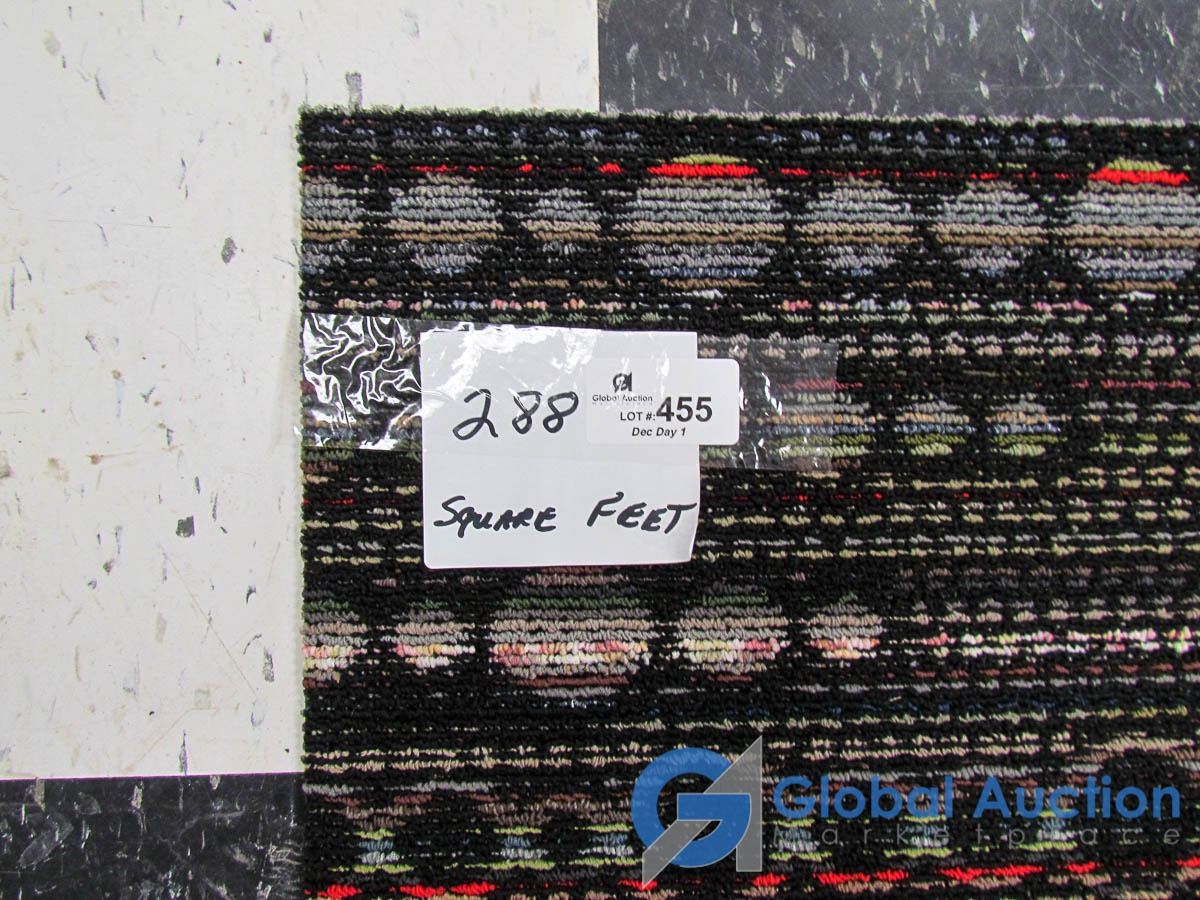 288
Global Auction
LOT #:455
Dec Day 1
SQUARE FEET
Global Auction
Marketplace